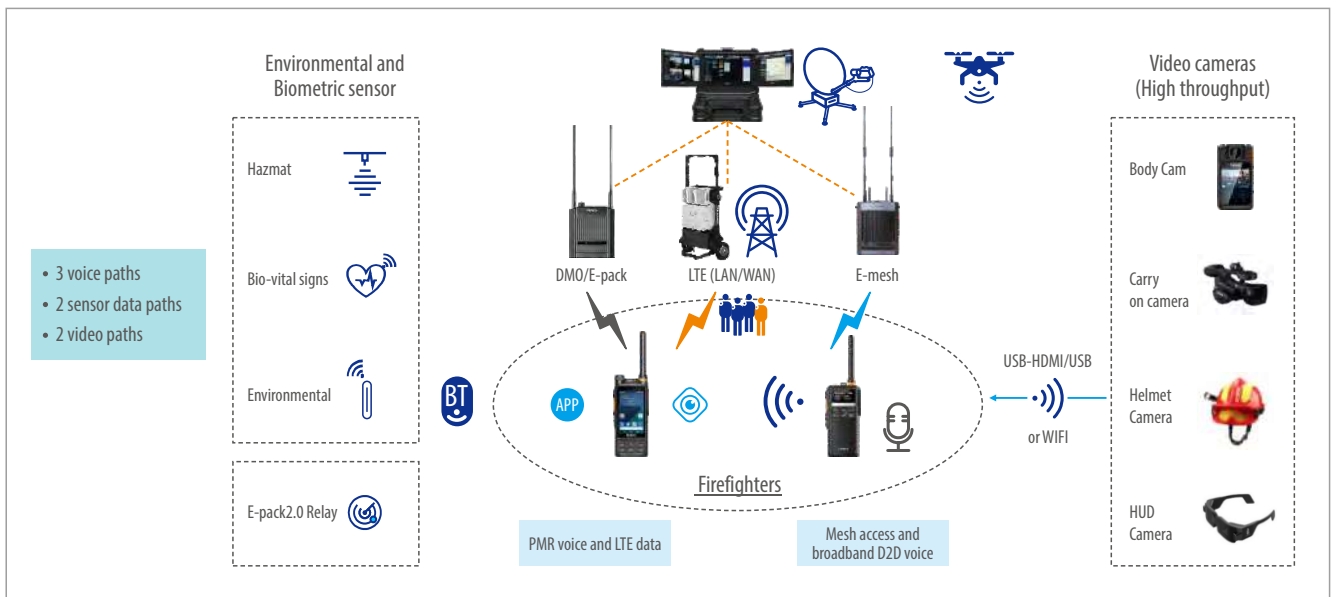 Environmental and
Biometric sensor
Video cameras
(High throughput)
Hazmat
Bio-vital signs
Environmental
E-pack2.0 Relay
• 3 voice paths
• 2 sensor data paths
• 2 video paths
BT
DMO/E-pack
LTE (LAN/WAN)
E-mesh
APP
Firefighters
PMR voice and LTE data
Mesh access and
broadband D2D voice
USB-HDMI/USB
or WIFI
Body Cam
Carry
on camera
Helmet
Camera
HUD
Camera